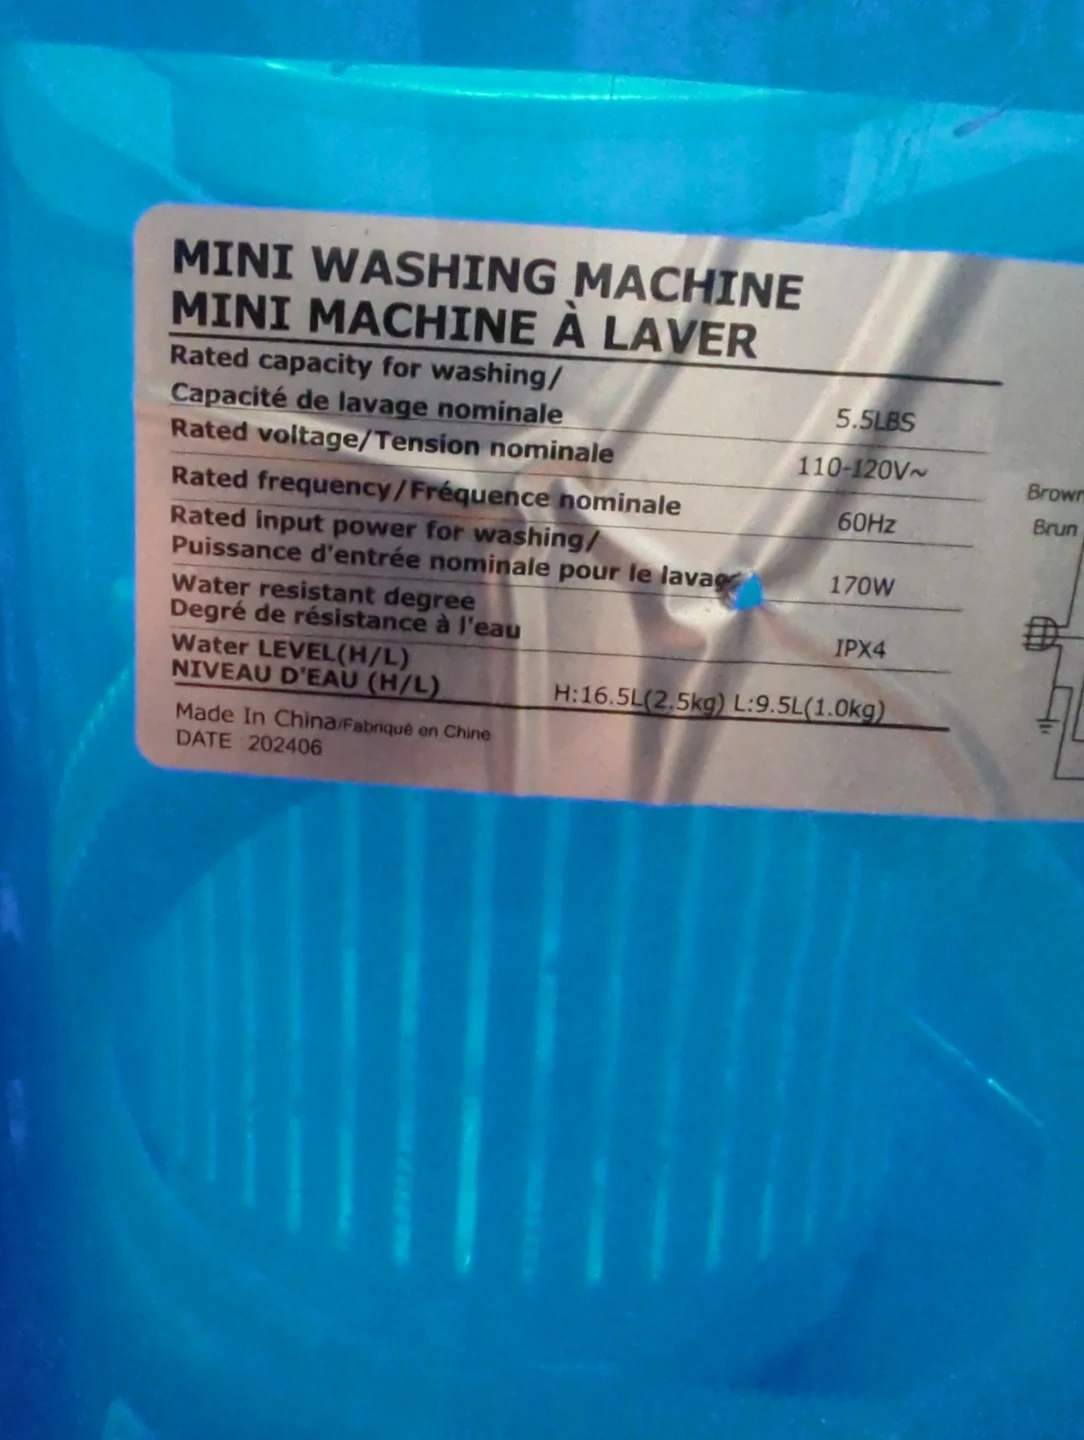 MINI WASHING MACHINE
MINI MACHINE À LAVER
Rated capacity for washing/
Capacité de lavage nominale 5.5LBS
Rated voltage/Tension nominale 110-120V~
Rated frequency/Fréquence nominale 60Hz
Rated input power for washing/
Puissance d'entrée nominale pour le lavage 170W
Water resistant degree
Degré de résistance à l'eau IPX4
Water LEVEL(H/L)
NIVEAU D'EAU (H/L) H:16.5L(2.5kg) L:9.5L(1.0kg)
Made In China/Fabriqué en Chine
DATE 202406
Brown
Brun